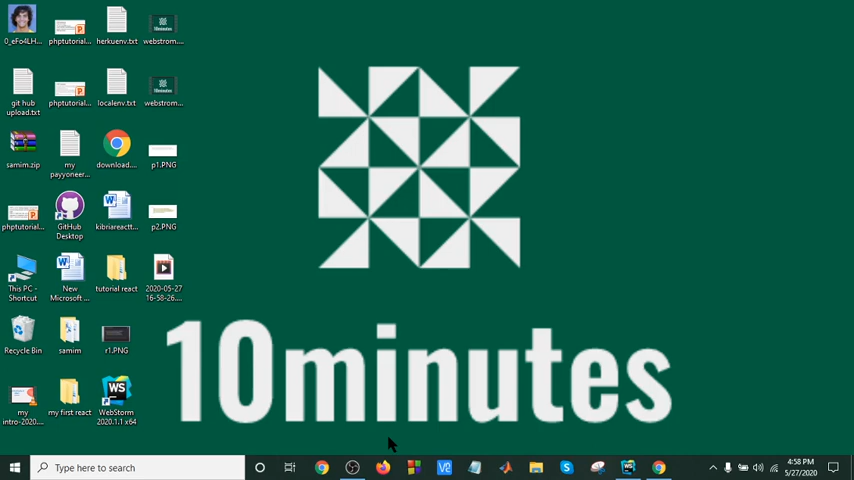 0_eFo4LH...
phptutorial...
herkuenv.txt
webstrom....
git hub
upload.txt
phptutorial...
localenv.txt
webstrom....
samim.zip
my
payyoneer...
download....
p1.PNG
phptutorial...
GitHub
Desktop
kibriareactt...
p2.PNG
This PC -
Shortcut
New
Microsoft ...
tutorial react
2020-05-27
16-58-26....
Recycle Bin
samim
r1.PNG
my
intro-2020...
my first react
WebStorm
2020.1.1 x64
10minutes
Type here to search
4:58 PM
5/27/2020